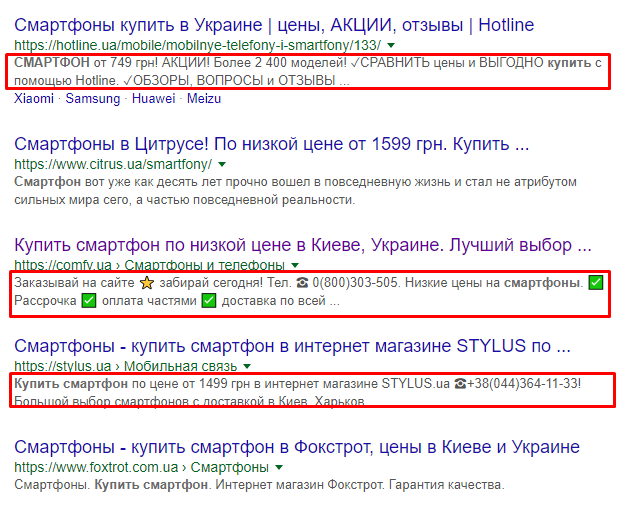 Смартфоны купить в Украине | цены, АКЦИИ, отзывы | Hotline
https://hotline.ua/mobile/mobilnye-telefony-i-smartfony/133/
СМАРТФОН от 749 грн! АКЦИИ! Более 2 400 моделей! ✓СРАВНИТЬ цены и ВЫГОДНО купить с
помощью Hotline. ✓ОБЗОРЫ, ВОПРОСЫ и ОТЗЫВЫ ...
Xiaomi · Samsung · Huawei · Meizu
Смартфоны в Цитрусе! По низкой цене от 1599 грн. Купить ...
https://www.citrus.ua/smartfony/
Смартфон вот уже как десять лет прочно вошел в повседневную жизнь и стал не атрибутом
сильных мира сего, а частью повседневной реальности.
Купить смартфон по низкой цене в Киеве, Украине. Лучший выбор ...
https://comfy.ua › Смартфоны и телефоны
Заказывай на сайте ⭐ забирай сегодня! Тел. ☎ 0(800)303-505. Низкие цены на смартфоны. ✅
Рассрочка ✅ оплата частями ✅ доставка по всей ...
Смартфоны - купить смартфон в интернет магазине STYLUS по ...
https://stylus.ua › Мобильная связь
Купить смартфон по цене от 1499 грн в интернет магазине STYLUS.ua ☎+38(044)364-11-33!
Большой выбор смартфонов с доставкой в Киев, Харьков
Смартфоны - купить смартфон в Фокстрот, цены в Киеве и Украине
https://www.foxtrot.com.ua › Смартфоны
Смартфоны. Купить смартфон. Интернет магазин Фокстрот. Гарантия качества.